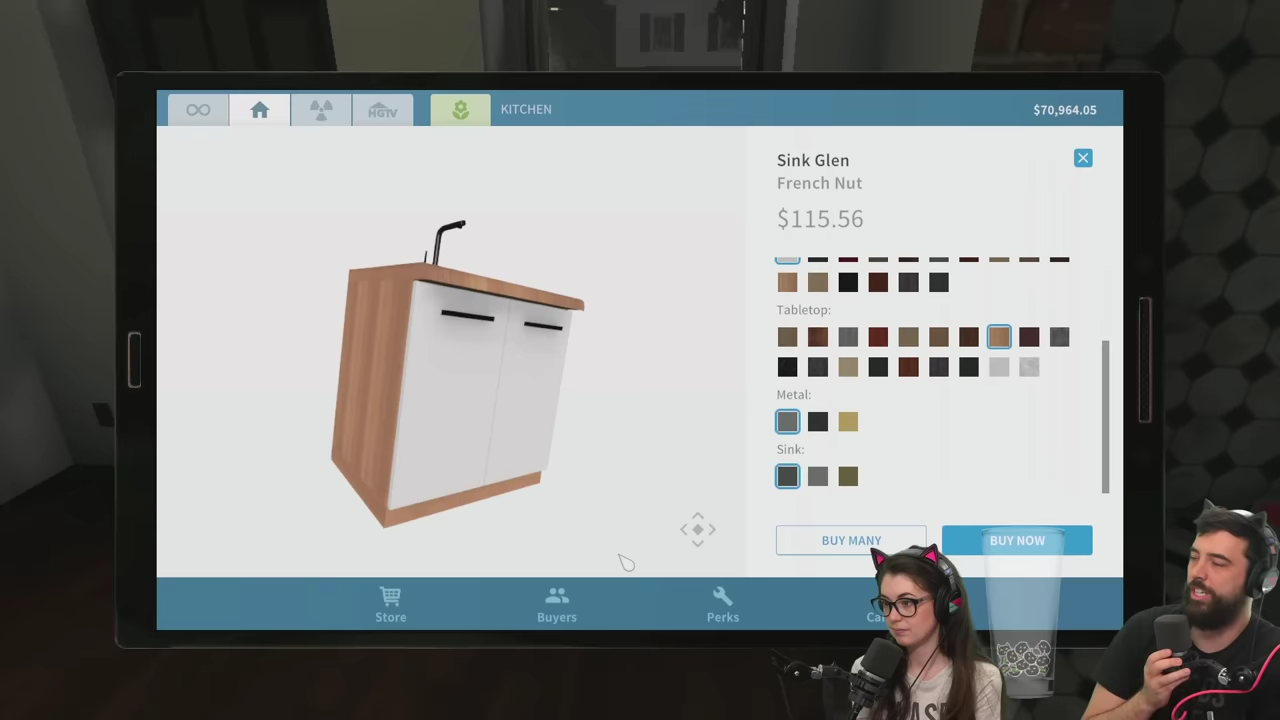 HGTV
KITCHEN
$70,964.05
Sink Glen
French Nut
$115.56
Tabletop:
Metal:
Sink:
BUY MANY
BUY NOW
Store
Buyers
Perks